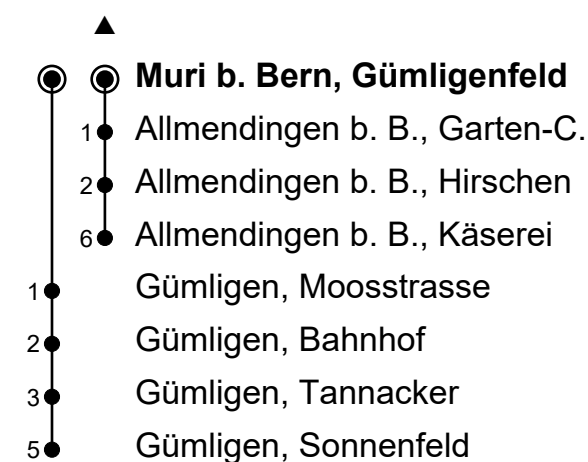 ▲
Muri b. Bern, Gümligenfeld
1 Allmendingen b. B., Garten-C.
2 Allmendingen b. B., Hirschen
6 Allmendingen b. B., Käserei
1 Gümligen, Moosstrasse
2 Gümligen, Bahnhof
3 Gümligen, Tannacker
5 Gümligen, Sonnenfeld